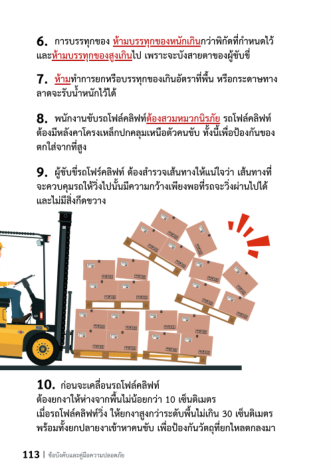 6. การบรรทุกของ ห้ามบรรทุกของหนักเกินกว่าพิกัดที่กำหนดไว้
และห้ามบรรทุกของสูงเกินไป เพราะจะบังสายตาของผู้ขับขี่
7. ห้ามทำการยกหรือบรรทุกของเกินอัตราที่พื้น หรือกระดานทาง
ลาดจะรับน้ำหนักไว้ได้
8. พนักงานขับรถโฟล์คลิฟท์ต้องสวมหมวกนิรภัย รถโฟล์คลิฟท์
ต้องมีหลังคาโครงเหล็กปกคลุมเหนือตัวคนขับ ทั้งนี้เพื่อป้องกันของ
ตกใส่จากที่สูง
9. ผู้ขับขี่รถโฟร์คลิฟท์ ต้องสำรวจเส้นทางให้แน่ใจว่า เส้นทางที่
จะควบคุมรถให้วิ่งไปนั้นมีความกว้างเพียงพอที่รถจะวิ่งผ่านไปได้
และไม่มีสิ่งกีดขวาง
10. ก่อนจะเคลื่อนรถโฟล์คลิฟท์
ต้องยกงาให้ห่างจากพื้นไม่น้อยกว่า 10 เซ็นติเมตร
เมื่อรถโฟล์คลิฟท์วิ่ง ให้ยกงาสูงกว่าระดับพื้นไม่เกิน 30 เซ็นติเมตร
พร้อมทั้งยกปลายงาเข้าหาคนขับ เพื่อป้องกันวัตถุที่ยกไหลตกลงมา
113 | ข้อบังคับและคู่มือความปลอดภัย